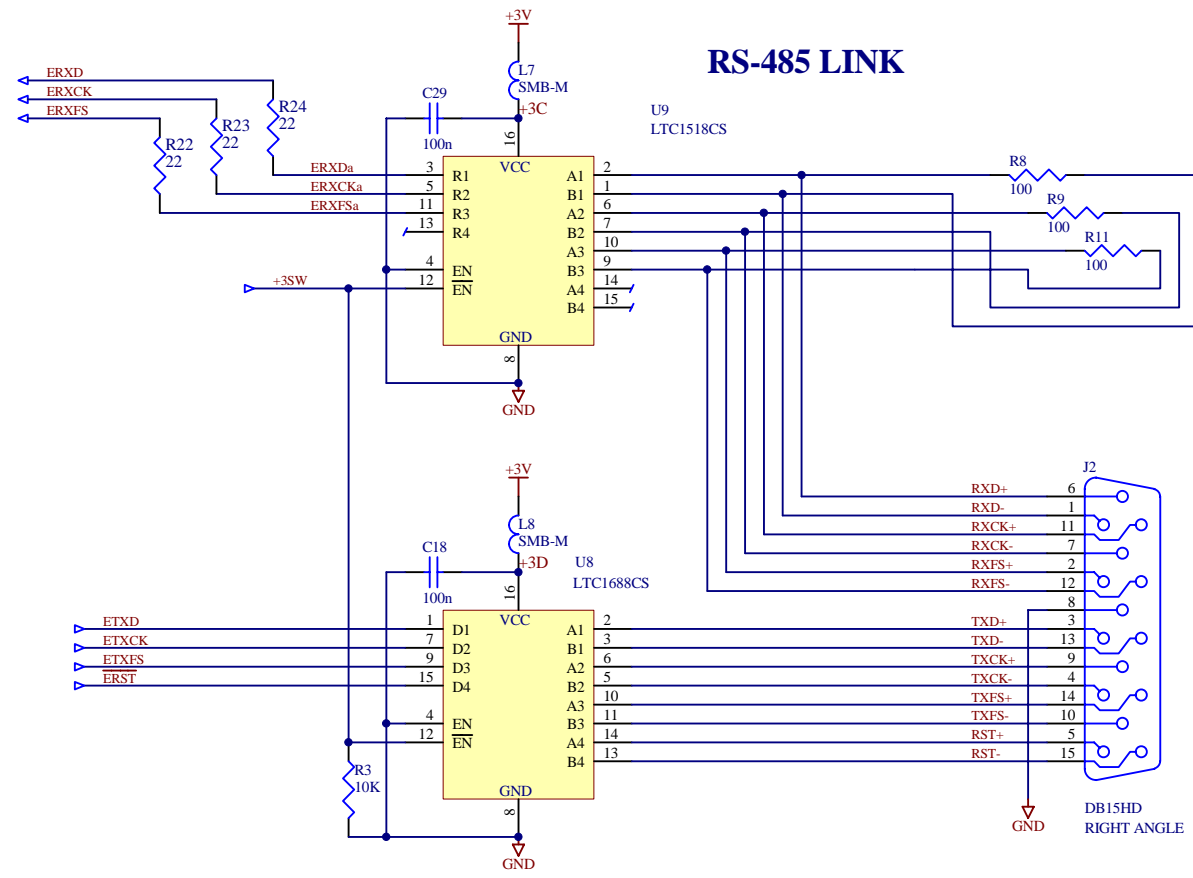 RS-485 LINK
+3V
L7
SMB-M
+3C
C29
100n
U9
LTC1518CS
ERXD
ERXCK
ERXFS
R24
22
R23
22
R22
22
ERXDa
ERXCKa
ERXFSa
+3SW
16
VCC
3 R1 A1 2
5 R2 B1 1
11 R3 A2 6
13 R4 B2 7
A3 10
4 EN B3 9
12 EN A4 14
B4 15
GND
8
GND
R8
100
R9
100
R11
100
+3V
L8
SMB-M
+3D
C18
100n
U8
LTC1688CS
16
VCC
ETXD 1 D1 A1 2
ETXCK 7 D2 B1 3
ETXFS 9 D3 A2 6
ERST 15 D4 B2 5
A3 10
4 EN B3 11
12 EN A4 14
B4 13
GND
8
GND
R3
10K
J2
RXD+ 6
RXD- 1
RXCK+ 11
RXCK- 7
RXFS+ 2
RXFS- 12
8
TXD+ 3
TXD- 13
TXCK+ 9
TXCK- 4
TXFS+ 14
TXFS- 10
RST+ 5
RST- 15
GND
DB15HD
RIGHT ANGLE